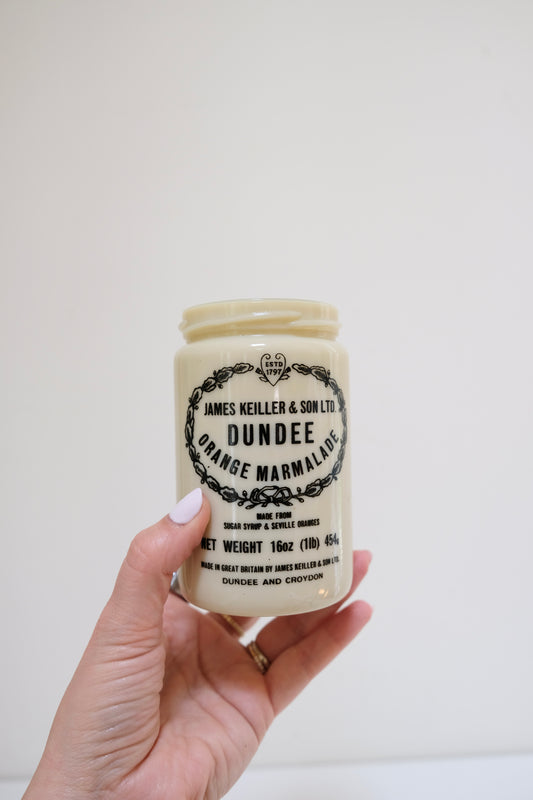 ESTD
1797
JAMES KEILLER & SON LTD.
DUNDEE
ORANGE MARMALADE
MADE FROM
SUGAR SYRUP & SEVILLE ORANGES
NET WEIGHT 16oz (1lb) 454g
MADE IN GREAT BRITAIN BY JAMES KEILLER & SON LTD.
DUNDEE AND CROYDON